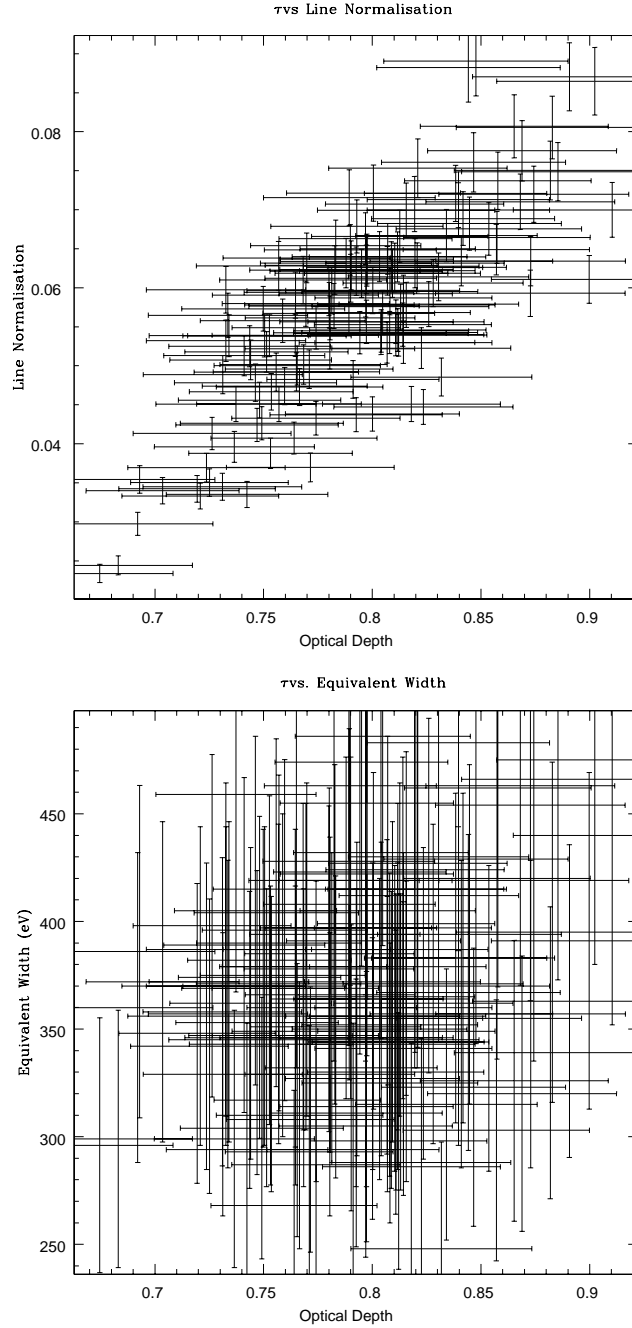 τvs Line Normalisation
Line Normalisation
0.08
0.06
0.04
0.7 0.75 0.8 0.85 0.9
Optical Depth
τvs. Equivalent Width
Equivalent Width (eV)
450
400
350
300
250
0.7 0.75 0.8 0.85 0.9
Optical Depth